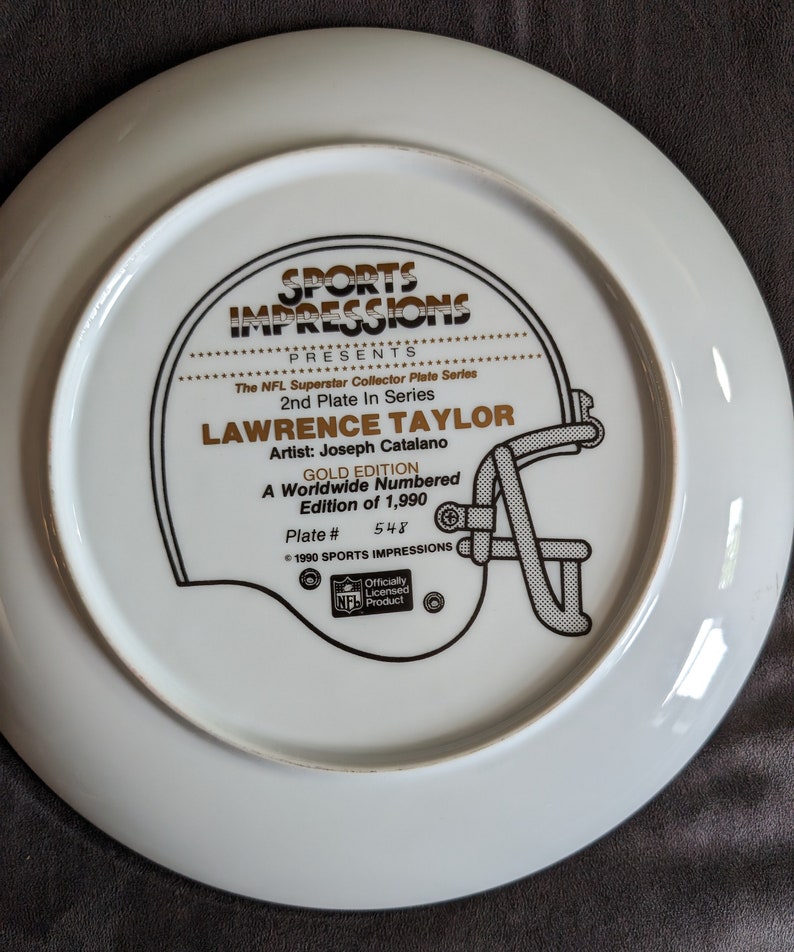 SPORTS
IMPRESSIONS
PRESENTS
The NFL Superstar Collector Plate Series
2nd Plate In Series
LAWRENCE TAYLOR
Artist: Joseph Catalano
GOLD EDITION
A Worldwide Numbered
Edition of 1,990
Plate # 548
© 1990 SPORTS IMPRESSIONS
NFL
Officially
Licensed
Product